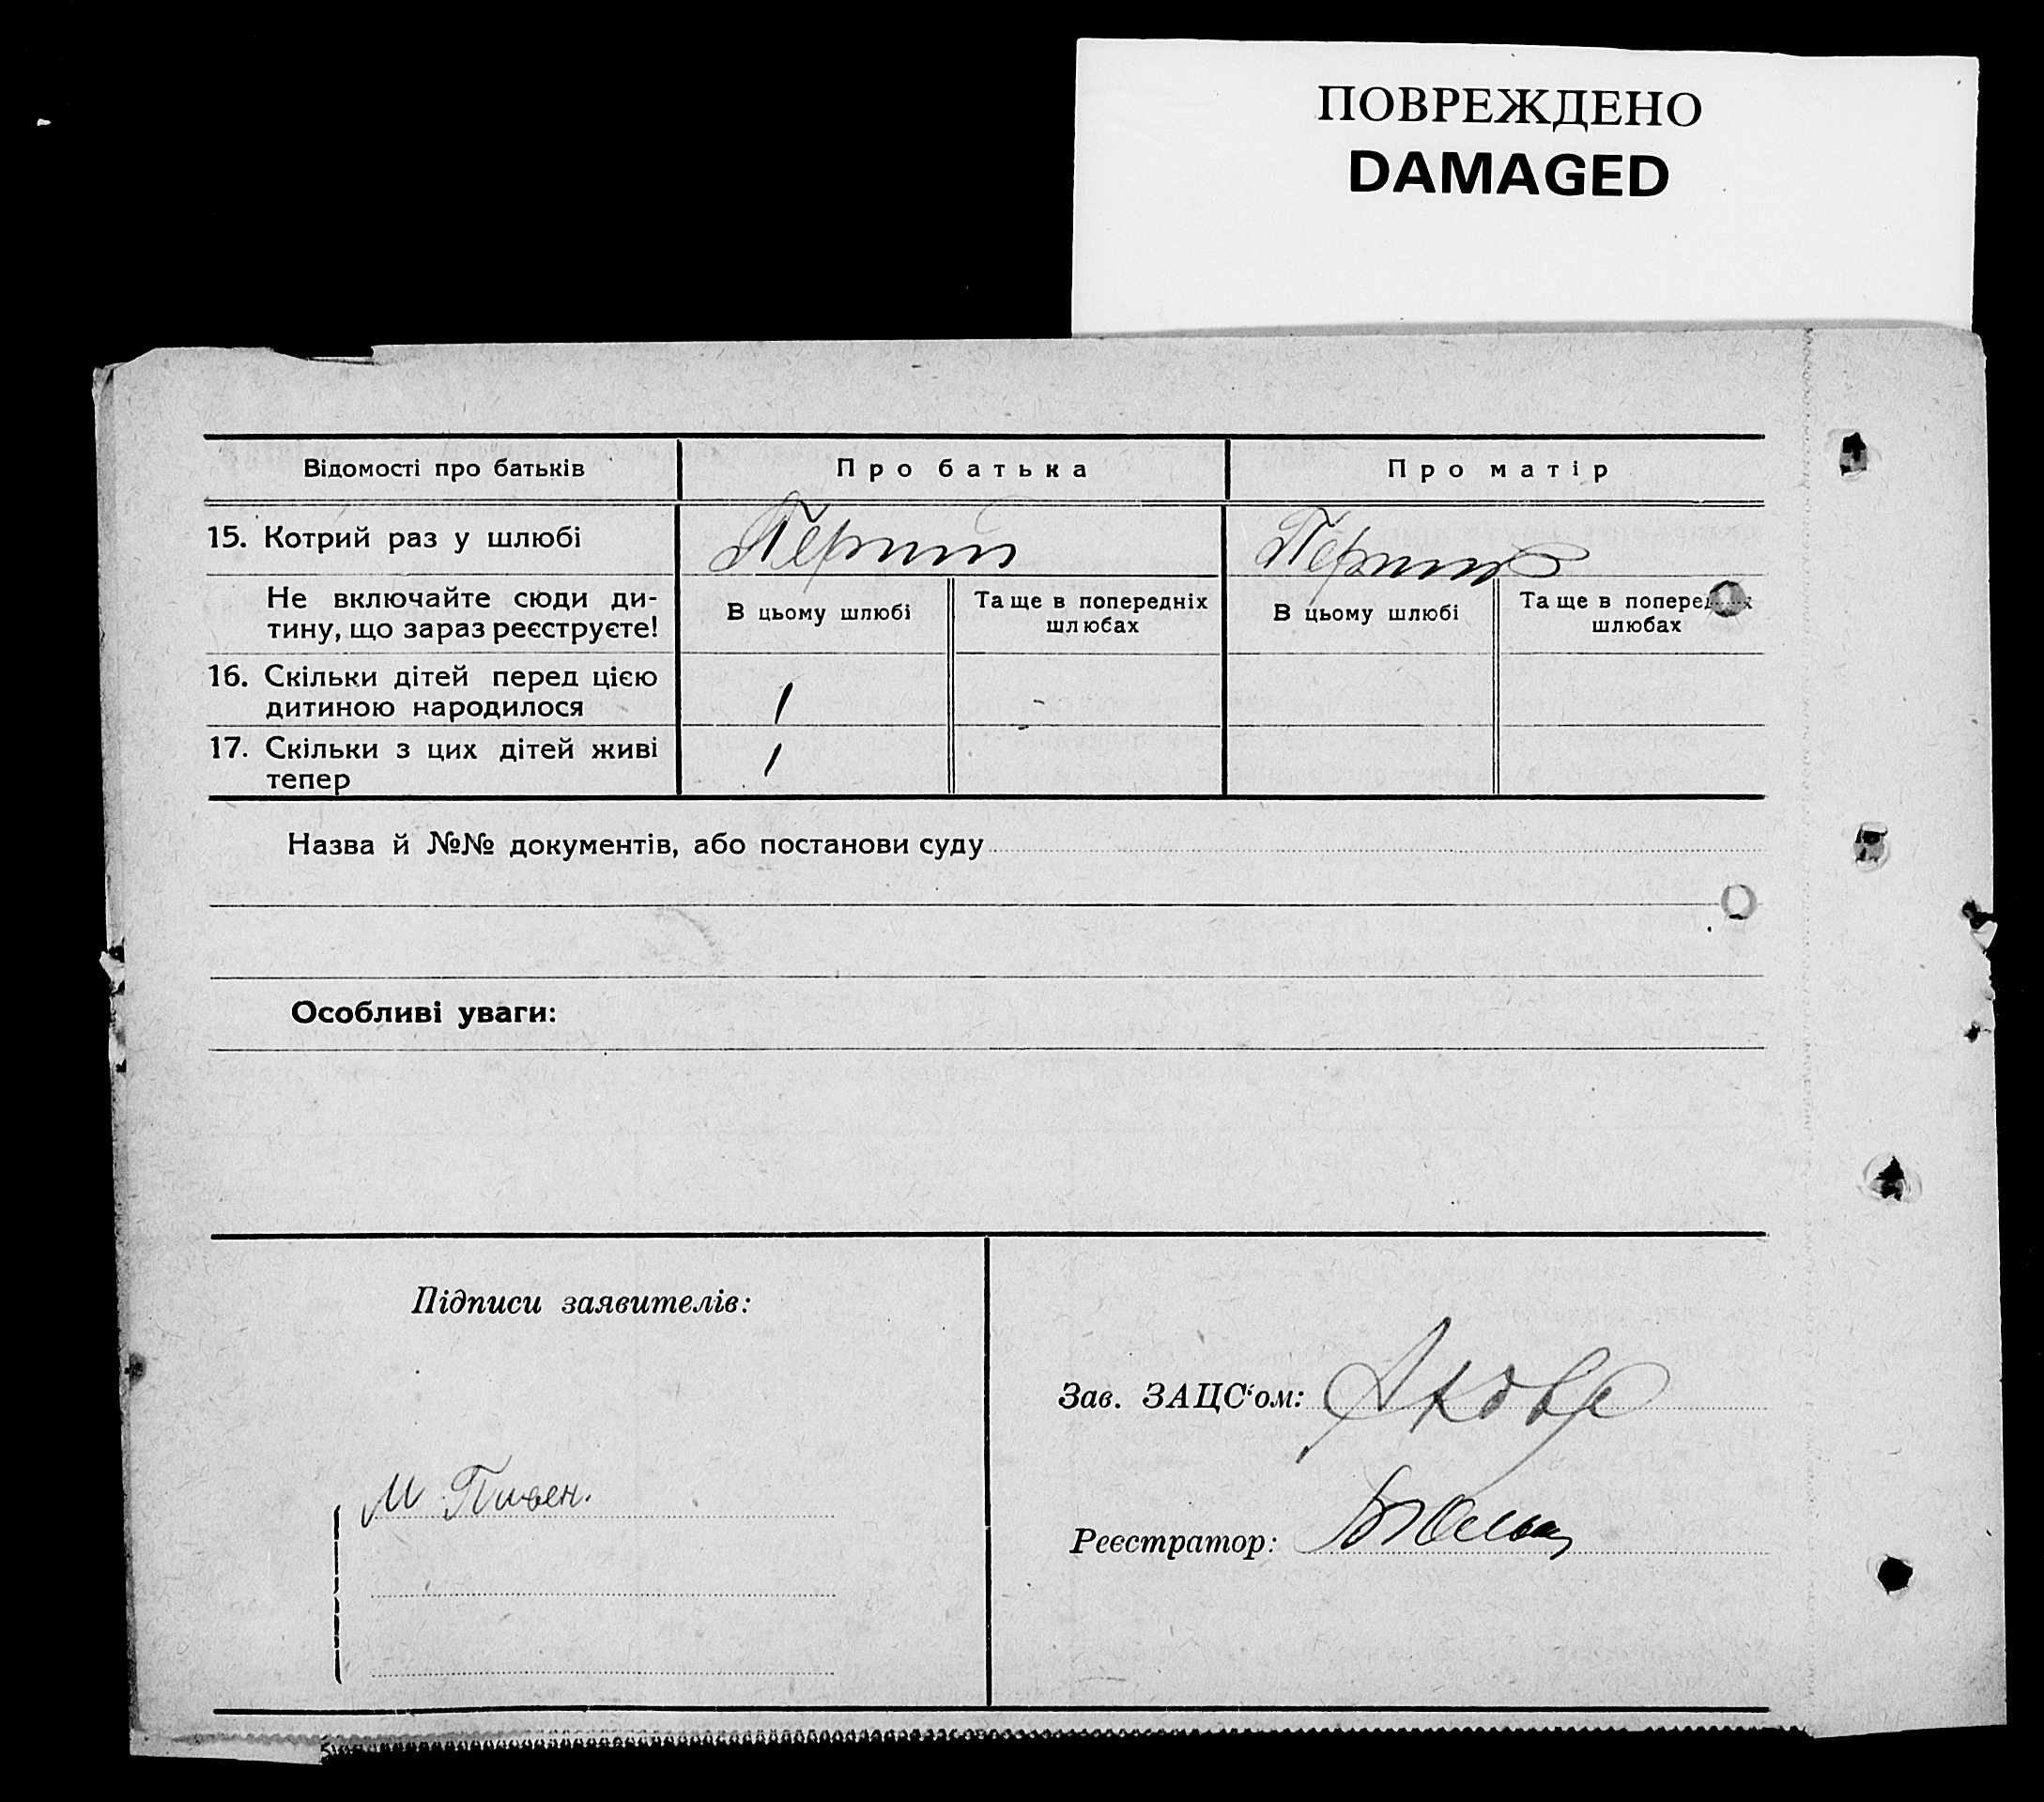 ПОВРЕЖДЕНО
DAMAGED
Відомості про батьків
Про батька
Про матір
15. Котрий раз у шлюбі
Перший
Перший
Не включайте сюди ди-
тину, що зараз реєструєте!
В цьому шлюбі
Та ще в попередніх
шлюбах
В цьому шлюбі
Та ще в
шлюбах
16. Скільки дітей перед цією
дитиною народилося
1
-
17. Скільки з цих дітей живі
тепер
1
-
Назва й №№ документів, або постанови суду
Особливі уваги:
Підписи заявителів:
Зав. ЗАЦС‘ом:
М
Реєстратор: